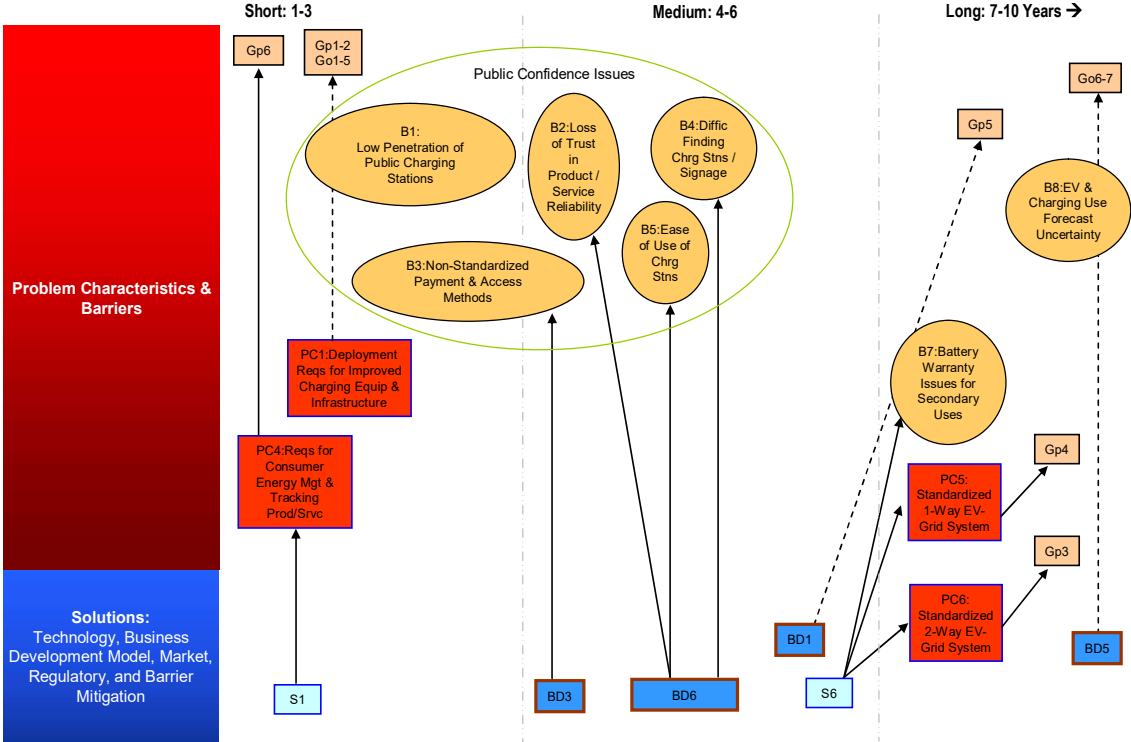 Short: 1-3
Medium: 4-6
Long: 7-10 Years →
Gp6
Gp1-2
Go1-5
Public Confidence Issues
B1:
Low Penetration of
Public Charging
Stations
B2:Loss
of Trust
in
Product /
Service
Reliability
B4:Diffic
Finding
Chrg Stns /
Signage
Gp5
Go6-7
B8:EV &
Charging Use
Forecast
Uncertainty
B5:Ease
of Use of
Chrg
Stns
B3:Non-Standardized
Payment & Access
Methods
Problem Characteristics &
Barriers
PC1:Deployment
Reqs for Improved
Charging Equip &
Infrastructure
B7:Battery
Warranty
Issues for
Secondary
Uses
PC4:Reqs for
Consumer
Energy Mgt &
Tracking
Prod/Srvc
Gp4
PC5:
Standardized
1-Way EV-
Grid System
Gp3
PC6:
Standardized
2-Way EV-
Grid System
Solutions:
Technology, Business
Development Model, Market,
Regulatory, and Barrier
Mitigation
BD1
BD5
S1
BD3
BD6
S6